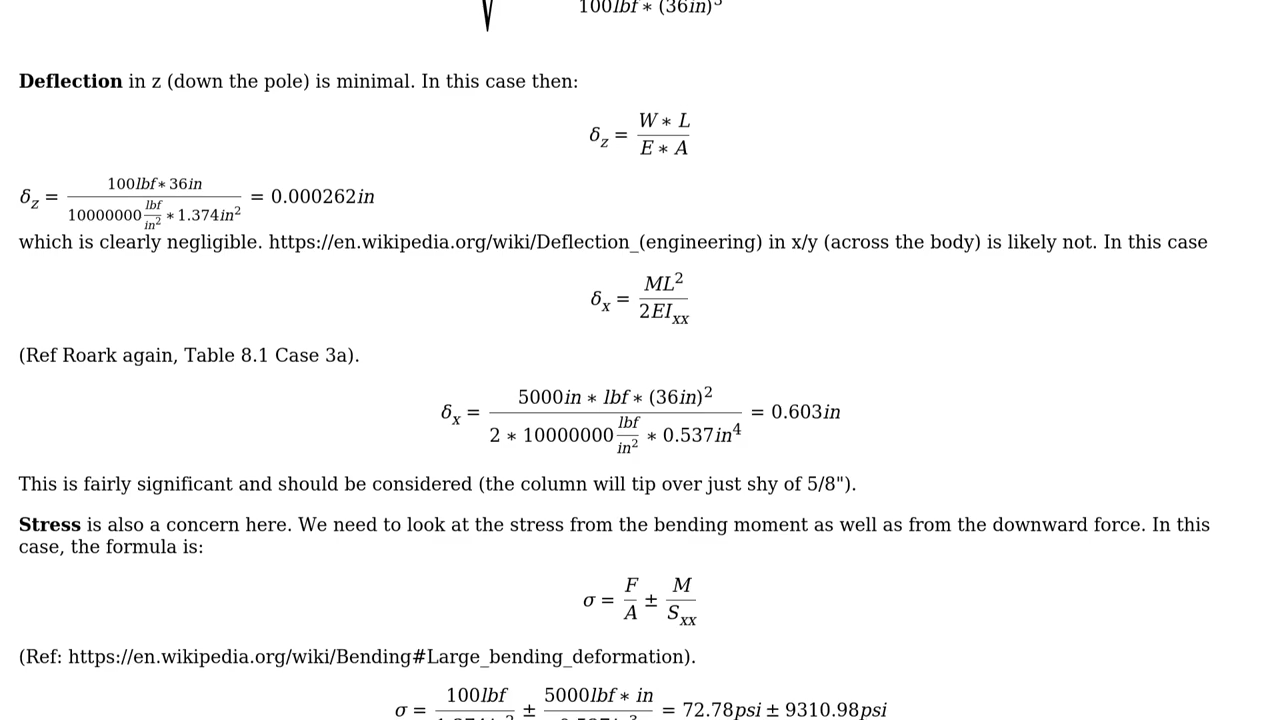 100lbf ∗ (36in)³
Deflection in z (down the pole) is minimal. In this case then:
δ_z = (W ∗ L) / (E ∗ A)
δ_z = (100lbf ∗ 36in) / (10000000 lbf/in² ∗ 1.374in²) = 0.000262in
which is clearly negligible. https://en.wikipedia.org/wiki/Deflection_(engineering) in x/y (across the body) is likely not. In this case
δ_x = ML² / 2EI_xx
(Ref Roark again, Table 8.1 Case 3a).
δ_x = (5000in ∗ lbf ∗ (36in)²) / (2 ∗ 10000000 lbf/in² ∗ 0.537in⁴) = 0.603in
This is fairly significant and should be considered (the column will tip over just shy of 5/8").
Stress is also a concern here. We need to look at the stress from the bending moment as well as from the downward force. In this
case, the formula is:
σ = F/A ± M/S_xx
(Ref: https://en.wikipedia.org/wiki/Bending#Large_bending_deformation).
σ = 100lbf ± 5000lbf ∗ in = 72.78psi ± 9310.98psi